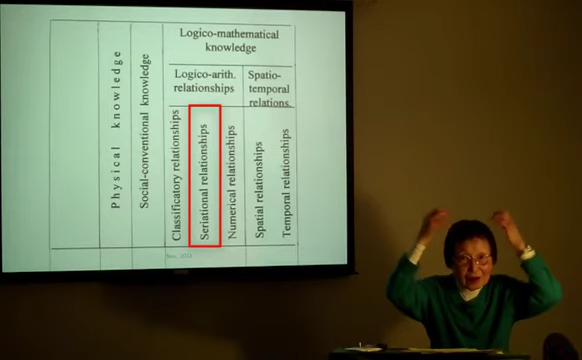 Logico-mathematical
knowledge
Logico-arith.
relationships
Spatio-
temporal
relations.
Physical knowledge
Social-conventional knowledge
Classificatory relationships
Seriational relationships
Numerical relationships
Spatial relationships
Temporal relationships